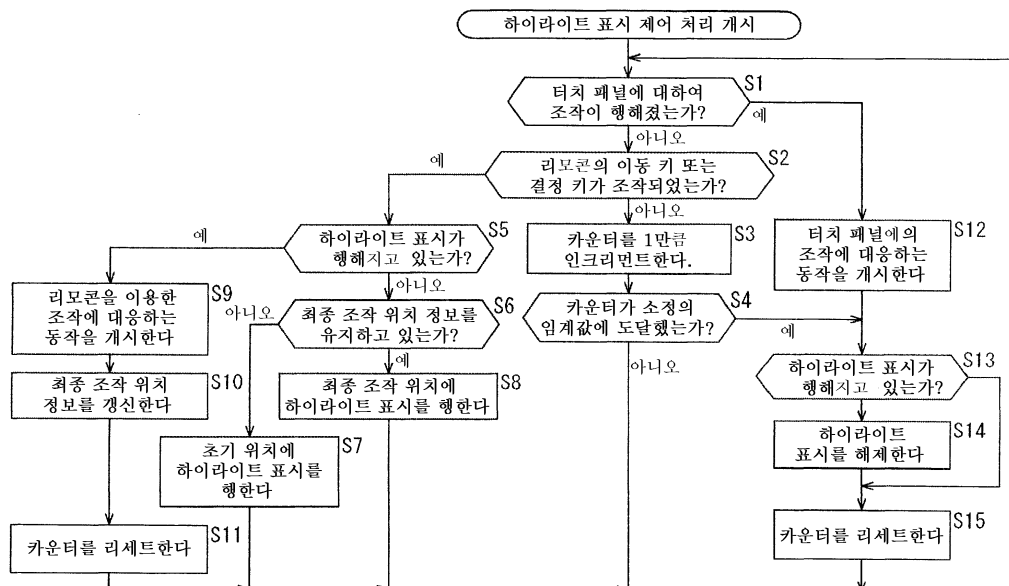 하이라이트 표시 제어 처리 개시
S1
터치 패널에 대하여
조작이 행해졌는가?
예
아니오
S2
리모콘의 이동 키 또는
결정 키가 조작되었는가?
예
아니오
S5
하이라이트 표시가
행해지고 있는가?
예
아니오
S3
카운터를 1만큼
인크리먼트한다.
S12
터치 패널에의
조작에 대응하는
동작을 개시한다
S9
리모콘을 이용한
조작에 대응하는
동작을 개시한다
S6
최종 조작 위치 정보를
유지하고 있는가?
아니오
예
S4
카운터가 소정의
임계값에 도달했는가?
예
아니오
S13
하이라이트 표시가
행해지고 있는가?
S10
최종 조작 위치
정보를 갱신한다
S8
최종 조작 위치에
하이라이트 표시를 행한다
S14
하이라이트
표시를 해제한다
S7
초기 위치에
하이라이트 표시를
행한다
S11
카운터를 리세트한다
S15
카운터를 리세트한다